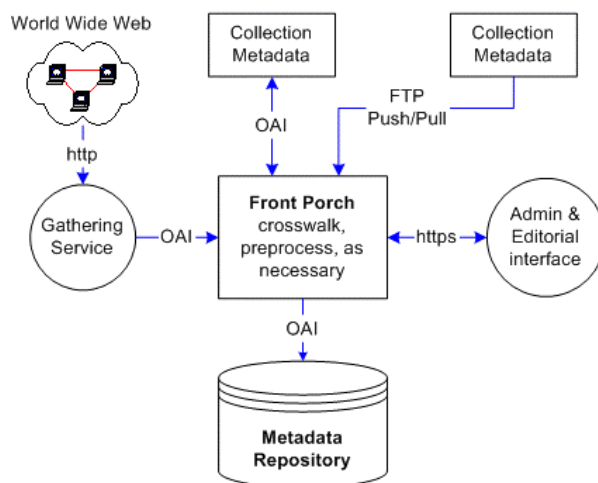 World Wide Web
Collection
Metadata
Collection
Metadata
FTP
Push/Pull
OAI
http
Gathering
Service
OAI
Front Porch
crosswalk,
preprocess, as
necessary
https
Admin &
Editorial
interface
OAI
Metadata
Repository